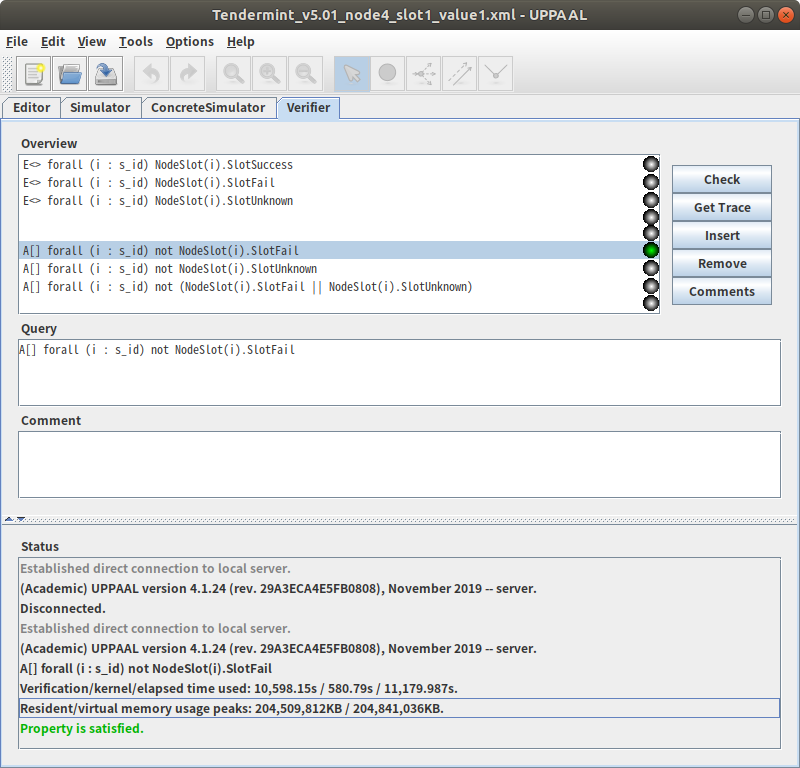 Tendermint_v5.01_node4_slot1_value1.xml - UPPAAL
File Edit View Tools Options Help
Editor Simulator ConcreteSimulator Verifier
Overview
E<> forall (i : s_id) NodeSlot(i).SlotSuccess
E<> forall (i : s_id) NodeSlot(i).SlotFail
E<> forall (i : s_id) NodeSlot(i).SlotUnknown
A[] forall (i : s_id) not NodeSlot(i).SlotFail
A[] forall (i : s_id) not NodeSlot(i).SlotUnknown
A[] forall (i : s_id) not (NodeSlot(i).SlotFail || NodeSlot(i).SlotUnknown)
Check
Get Trace
Insert
Remove
Comments
Query
A[] forall (i : s_id) not NodeSlot(i).SlotFail
Comment
Status
Established direct connection to local server.
(Academic) UPPAAL version 4.1.24 (rev. 29A3ECA4E5FB0808), November 2019 -- server.
Disconnected.
Established direct connection to local server.
(Academic) UPPAAL version 4.1.24 (rev. 29A3ECA4E5FB0808), November 2019 -- server.
A[] forall (i : s_id) not NodeSlot(i).SlotFail
Verification/kernel/elapsed time used: 10,598.15s / 580.79s / 11,179.987s.
Resident/virtual memory usage peaks: 204,509,812KB / 204,841,036KB.
Property is satisfied.